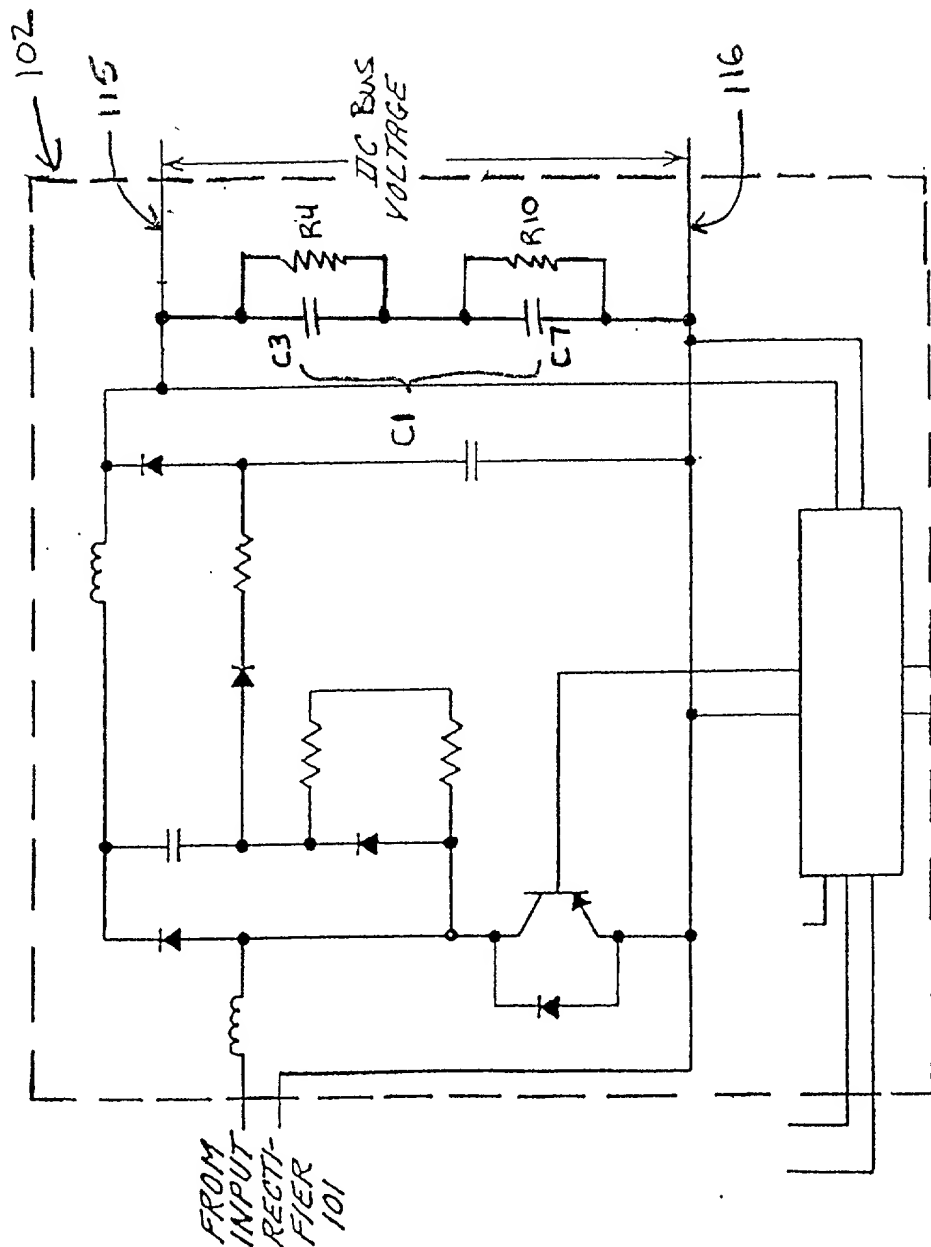 102
115
DC BUS
VOLTAGE
116
R4
R10
C3
C7
C1
FROM
INPUT
RECTI-
FIER
101